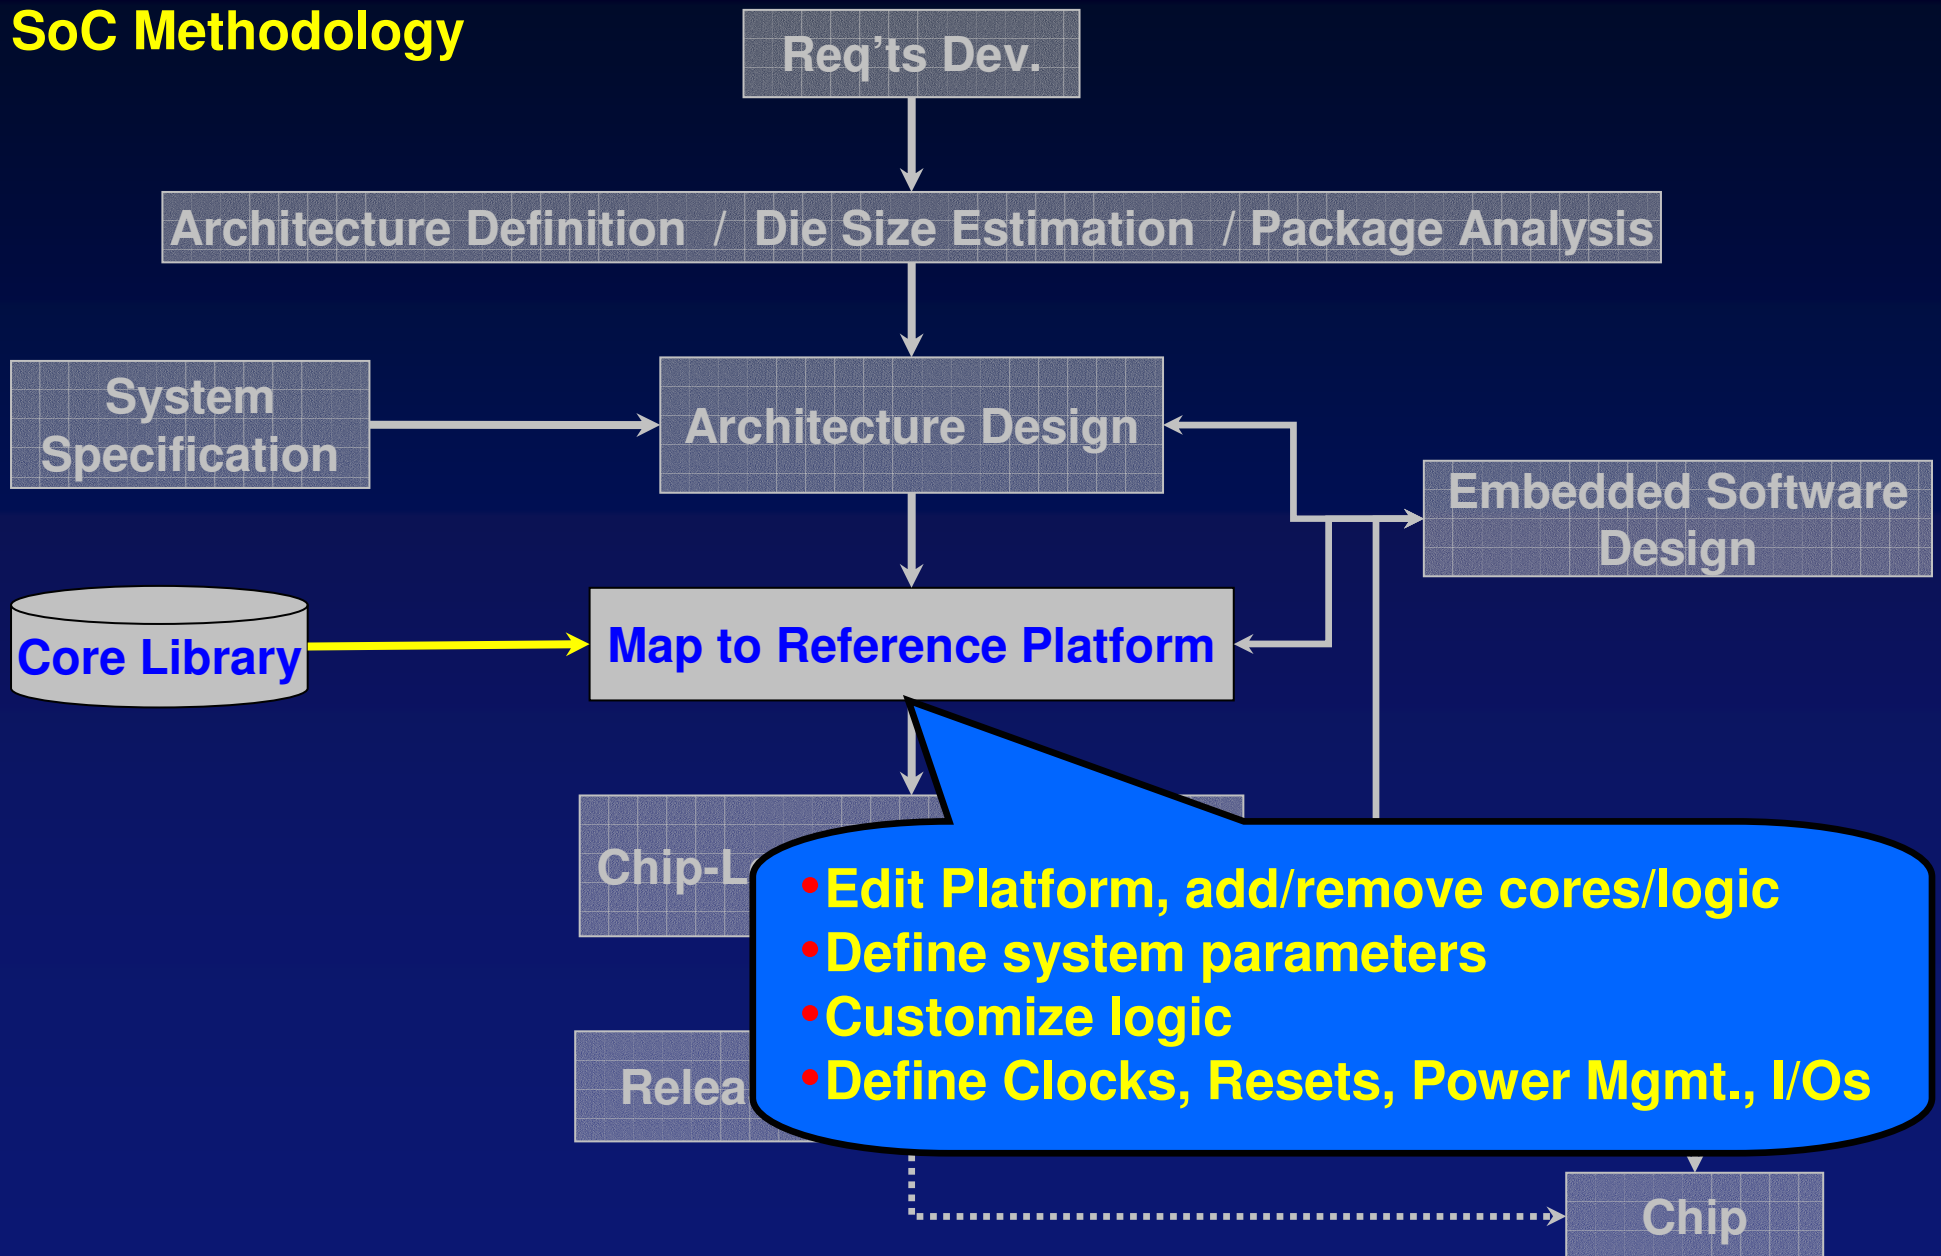 SoC Methodology
Req’ts Dev.
Architecture Definition / Die Size Estimation / Package Analysis
System
Specification
Architecture Design
Embedded Software
Design
Core Library
Map to Reference Platform
•Edit Platform, add/remove cores/logic
•Define system parameters
•Customize logic
•Define Clocks, Resets, Power Mgmt., I/Os
Chip